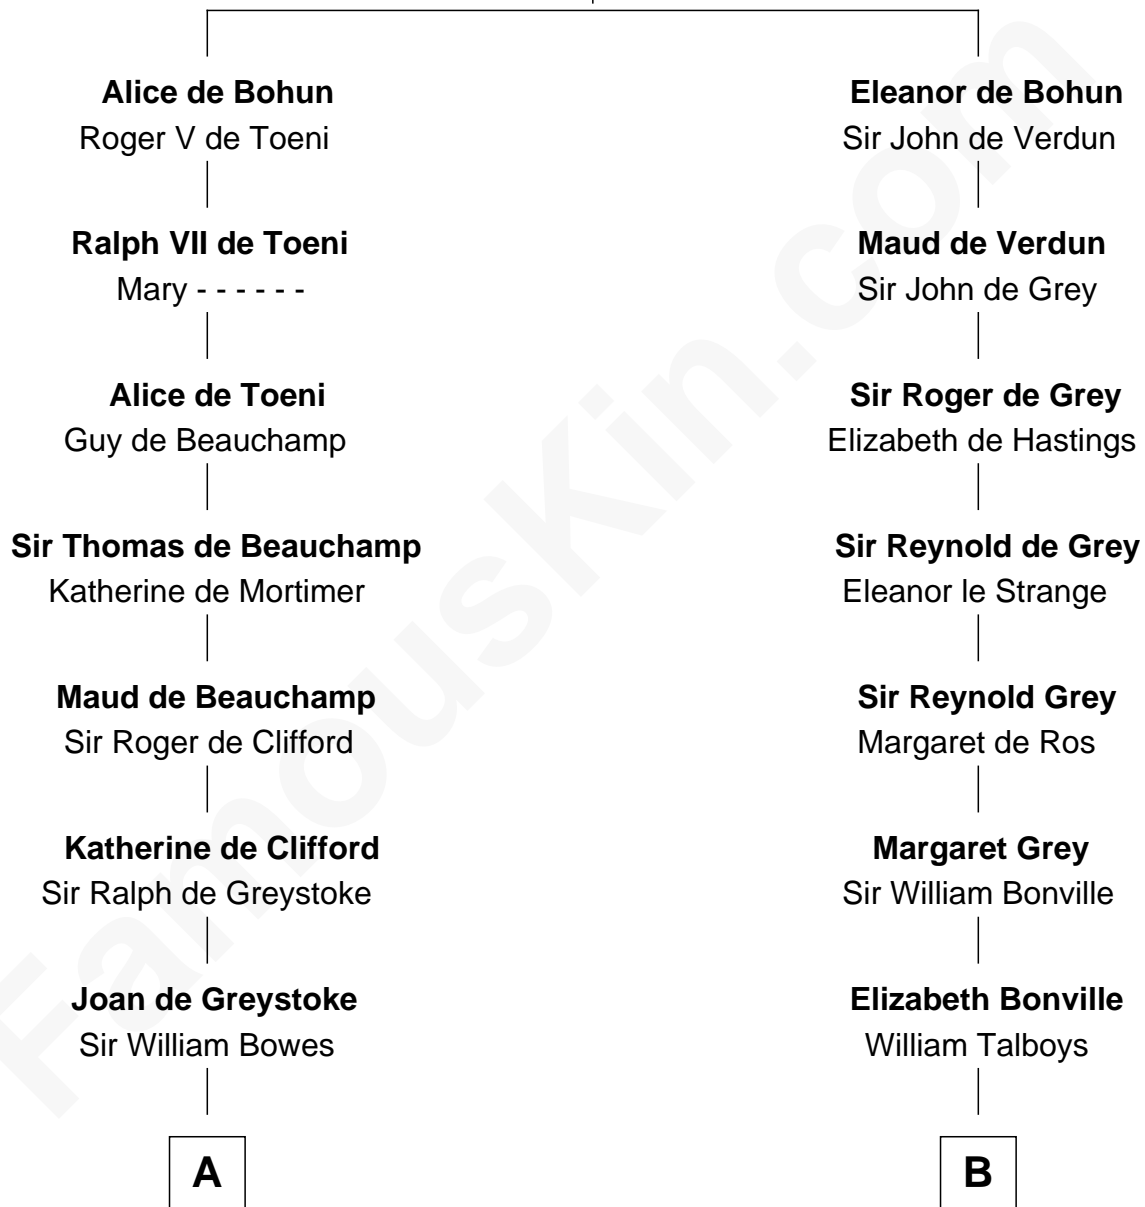 Alice de Bohun
Roger V de Toeni
Ralph VII de Toeni
Mary - - - - - -
Alice de Toeni
Guy de Beauchamp
Sir Thomas de Beauchamp
Katherine de Mortimer
Maud de Beauchamp
Sir Roger de Clifford
Katherine de Clifford
Sir Ralph de Greystoke
Joan de Greystoke
Sir William Bowes
A
Eleanor de Bohun
Sir John de Verdun
Maud de Verdun
Sir John de Grey
Sir Roger de Grey
Elizabeth de Hastings
Sir Reynold de Grey
Eleanor le Strange
Sir Reynold Grey
Margaret de Ros
Margaret Grey
Sir William Bonville
Elizabeth Bonville
William Talboys
B
FamousKin.com